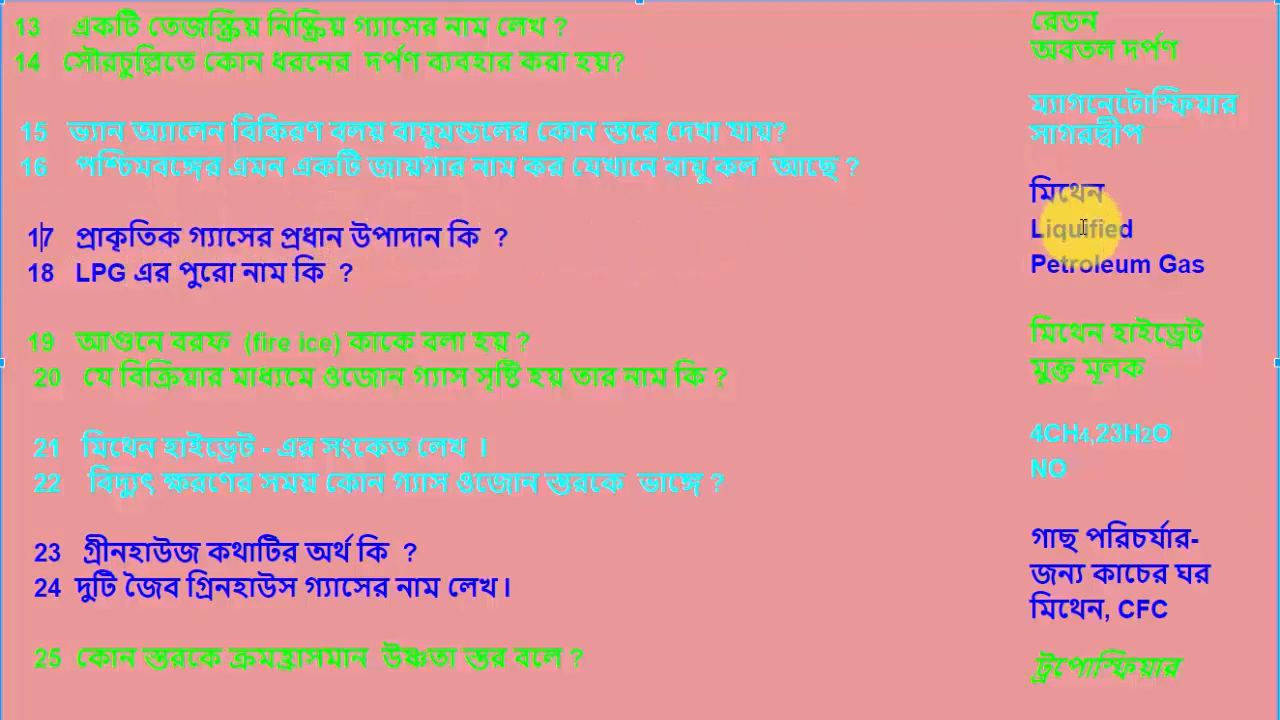 13 একটি তেজস্ক্রিয় নিষ্ক্রিয় গ্যাসের নাম লেখ ? রেডন
14 সৌরচুল্লিতে কোন ধরনের দর্পণ ব্যবহার করা হয়? অবতল দর্পণ
15 ভ্যান অ্যালেন বিকিরণ বলয় বায়ুমন্ডলের কোন স্তরে দেখা যায়? ম্যাগনেটোস্ফিয়ার
16 পশ্চিমবঙ্গের এমন একটি জায়গার নাম কর যেখানে বায়ু কল আছে ? সাগরদ্বীপ
17 প্রাকৃতিক গ্যাসের প্রধান উপাদান কি ? মিথেন
18 LPG এর পুরো নাম কি ? Liquified
Petroleum Gas
19 আগুনে বরফ (fire ice) কাকে বলা হয় ? মিথেন হাইড্রেট
20 যে বিক্রিয়ার মাধ্যমে ওজোন গ্যাস সৃষ্টি হয় তার নাম কি ? মুক্ত মূলক
21 মিথেন হাইড্রেট - এর সংকেত লেখ । 4CH4,23H2O
22 বিদ্যুৎ ক্ষরণের সময় কোন গ্যাস ওজোন স্তরকে ভাঙ্গে ? NO
23 গ্রীনহাউজ কথাটির অর্থ কি ? গাছ পরিচর্যার-
জন্য কাচের ঘর
24 দুটি জৈব গ্রিনহাউস গ্যাসের নাম লেখ। মিথেন, CFC
25 কোন স্তরকে ক্রমহ্রাসমান উষ্ণতা স্তর বলে ? ট্রপোস্ফিয়ার